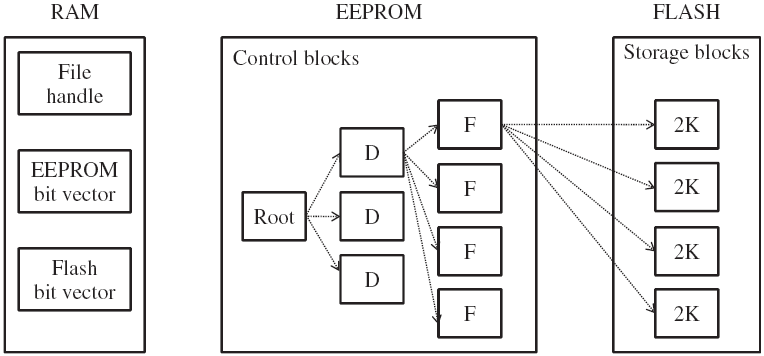 RAM
EEPROM
FLASH
File
handle
EEPROM
bit vector
Flash
bit vector
Control blocks
Root
D
D
D
F
F
F
F
Storage blocks
2K
2K
2K
2K